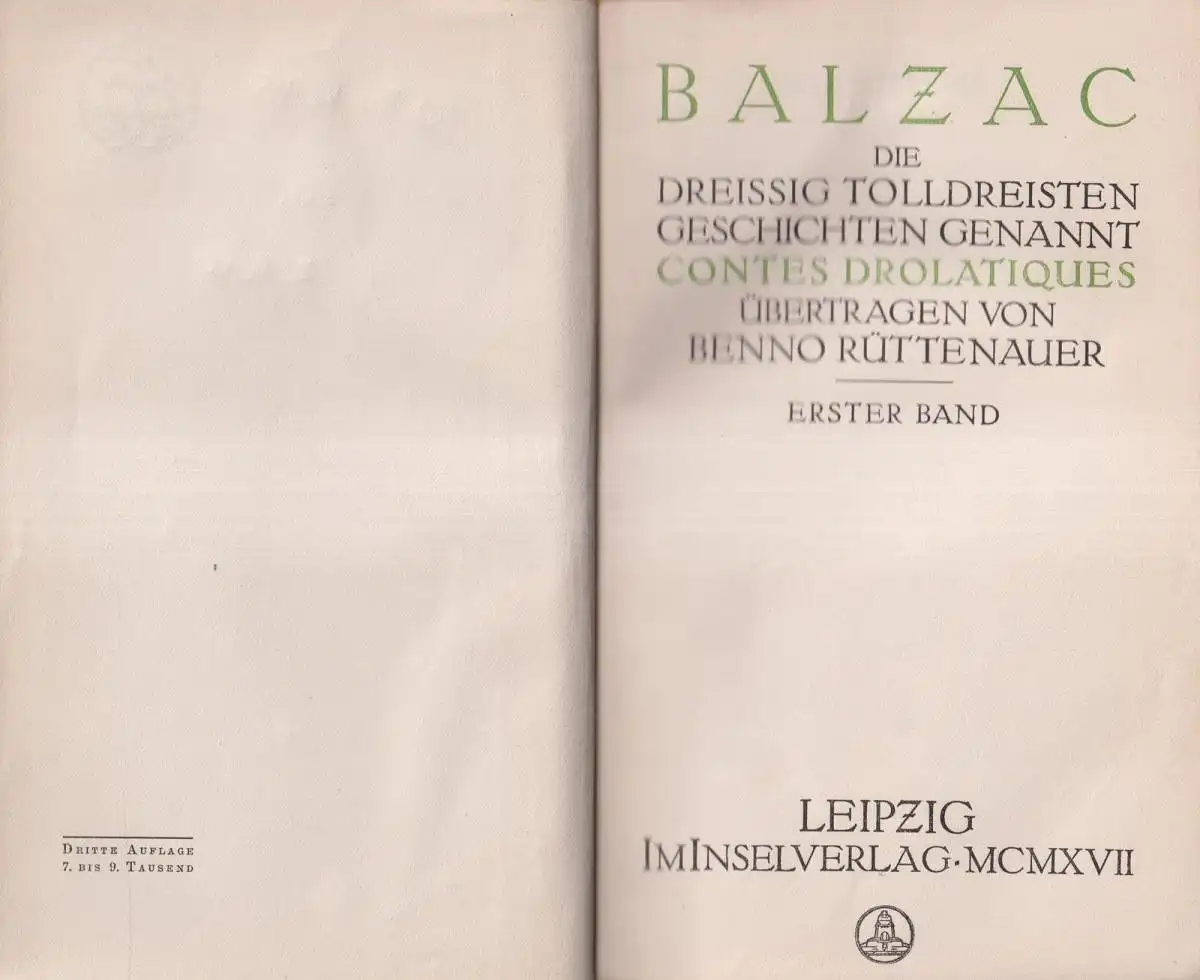 DRITTE AUFLAGE
7. BIS 9. TAUSEND
BALZAC
DIE
DREISSIG TOLLDREISTEN
GESCHICHTEN GENANNT
CONTES DROLATIQUES
ÜBERTRAGEN VON
BENNO RÜTTENAUER
ERSTER BAND
LEIPZIG
IM INSELVERLAG · MCMXVII